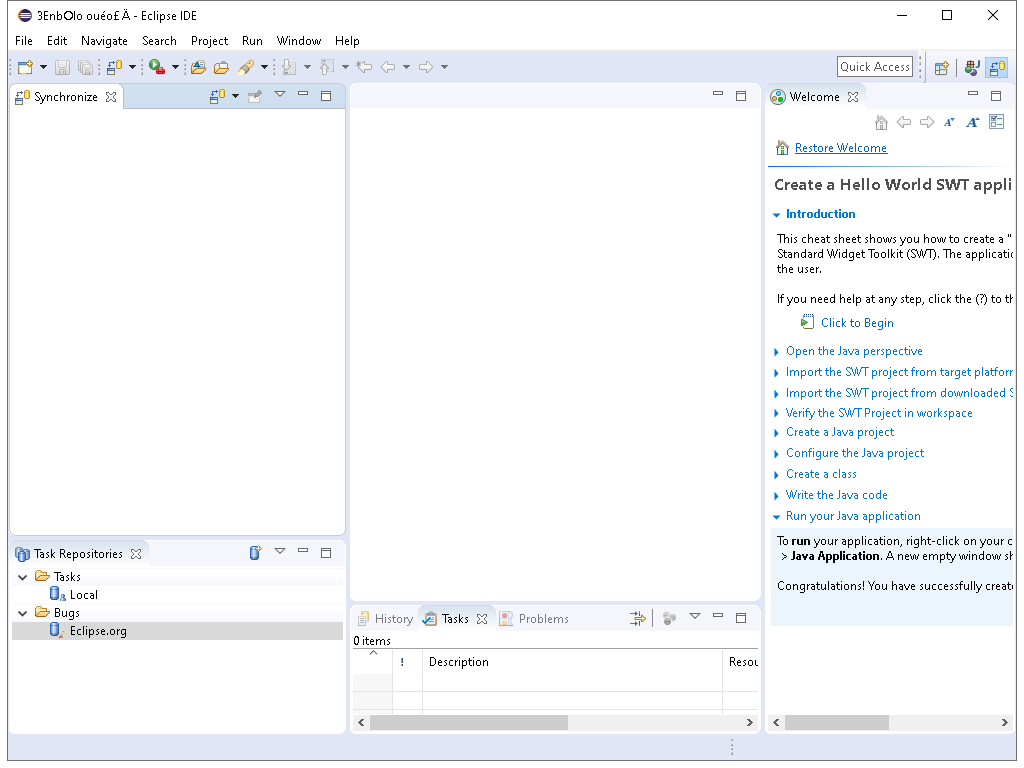 3EnbOlo ouéo£Ä - Eclipse IDE
File Edit Navigate Search Project Run Window Help
Quick Access
Synchronize
Welcome
Restore Welcome
Create a Hello World SWT appli
Introduction
This cheat sheet shows you how to create a "
Standard Widget Toolkit (SWT). The applicatio
the user.
If you need help at any step, click the (?) to th
Click to Begin
Open the Java perspective
Import the SWT project from target platform
Import the SWT project from downloaded S
Verify the SWT Project in workspace
Create a Java project
Configure the Java project
Create a class
Write the Java code
Run your Java application
To run your application, right-click on your c
> Java Application. A new empty window sh
Congratulations! You have successfully create
Task Repositories
Tasks
Local
Bugs
Eclipse.org
History Tasks Problems
0 items
! Description Resou